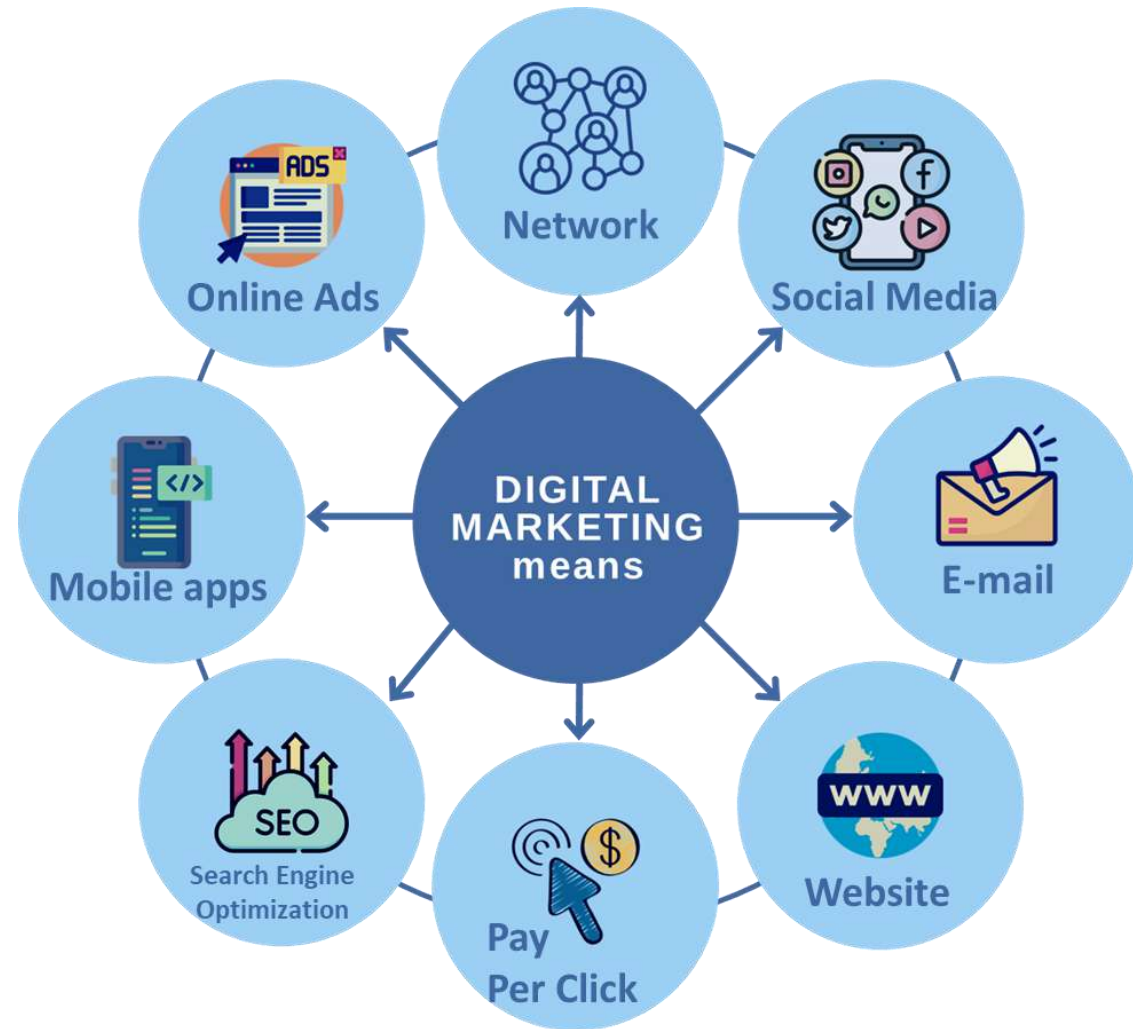 Network
ADS
Online Ads
Social Media
DIGITAL
MARKETING
means
</>
Mobile apps
E-mail
SEO
Search Engine
Optimization
$
Pay
Per Click
www
Website